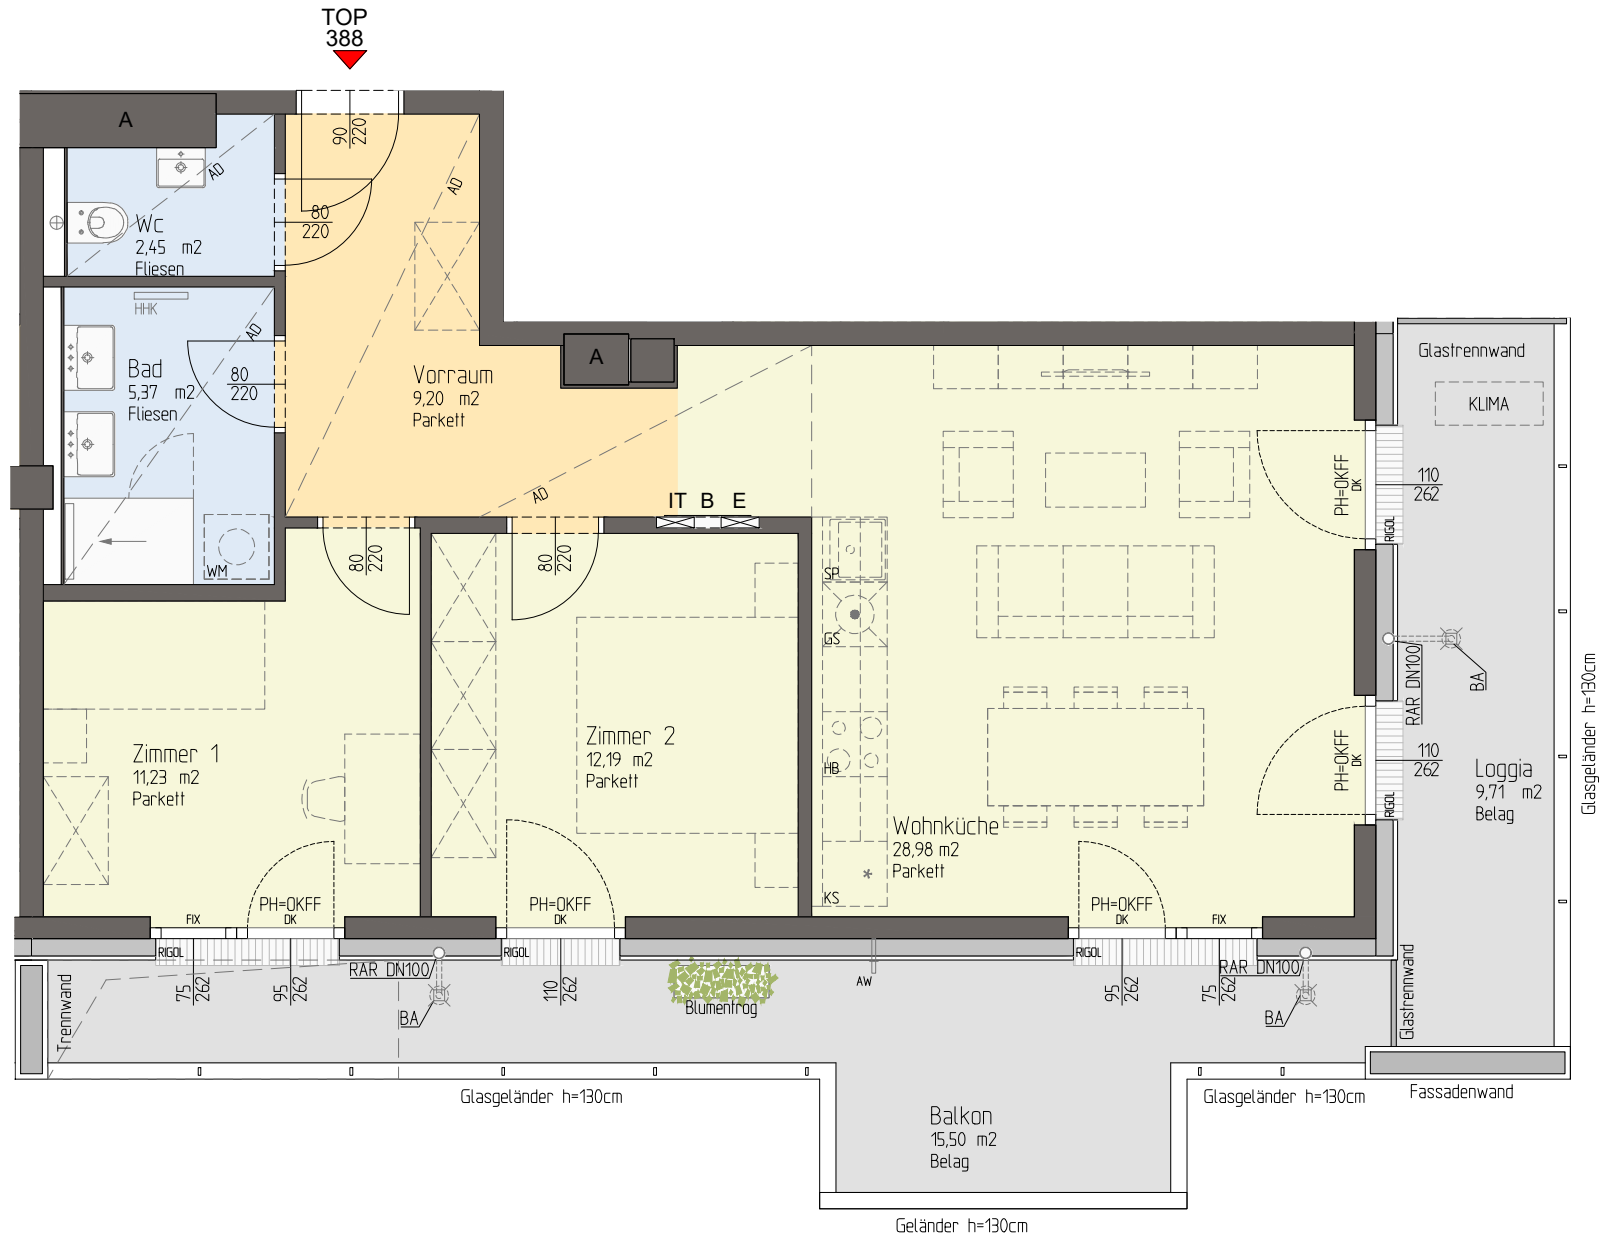 TOP
388
A
90
220
AD
AD
80
220
Wc
2,45 m2
Fliesen
HHK
AD
Bad
5,37 m2
Fliesen
80
220
WM
Vorraum
9,20 m2
Parkett
A
AD
IT B E
80
220
80
220
Glastrennwand
KLIMA
PH=OKFF
DK
110
262
RIGOL
SP
GS
HB
KS
RAR DN100
BA
Glasgeländer h=130cm
PH=OKFF
DK
110
262
RIGOL
Loggia
9,71 m2
Belag
Zimmer 1
11,23 m2
Parkett
Zimmer 2
12,19 m2
Parkett
Wohnküche
28,98 m2
Parkett
*
FIX
PH=OKFF
DK
PH=OKFF
DK
PH=OKFF
DK
FIX
RIGOL
RIGOL
RIGOL
Trennwand
75
262
95
262
RAR DN100
BA
110
262
Blumentrog
AW
95
262
75
262
RAR DN100
BA
Glastrennwand
Glasgeländer h=130cm
Glasgeländer h=130cm
Fassadenwand
Balkon
15,50 m2
Belag
Geländer h=130cm